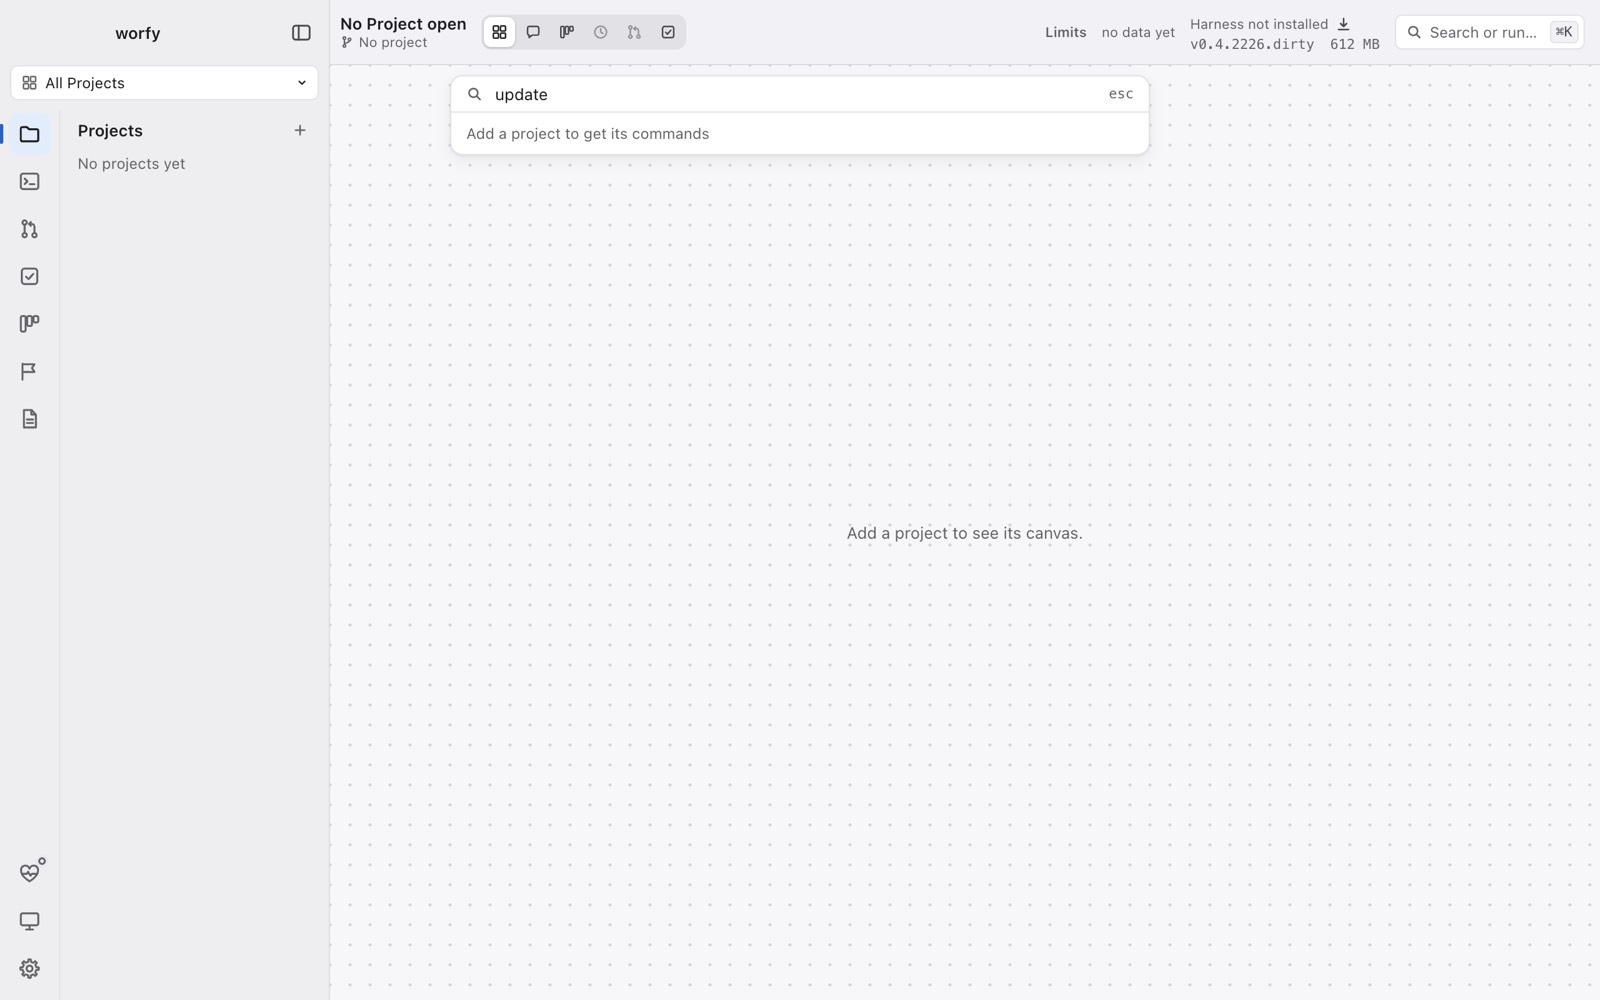 worfy
All Projects
Projects
No projects yet
No Project open
No project
Limits no data yet
Harness not installed
v0.4.2226.dirty 612 MB
Search or run... ⌘K
update esc
Add a project to get its commands
Add a project to see its canvas.